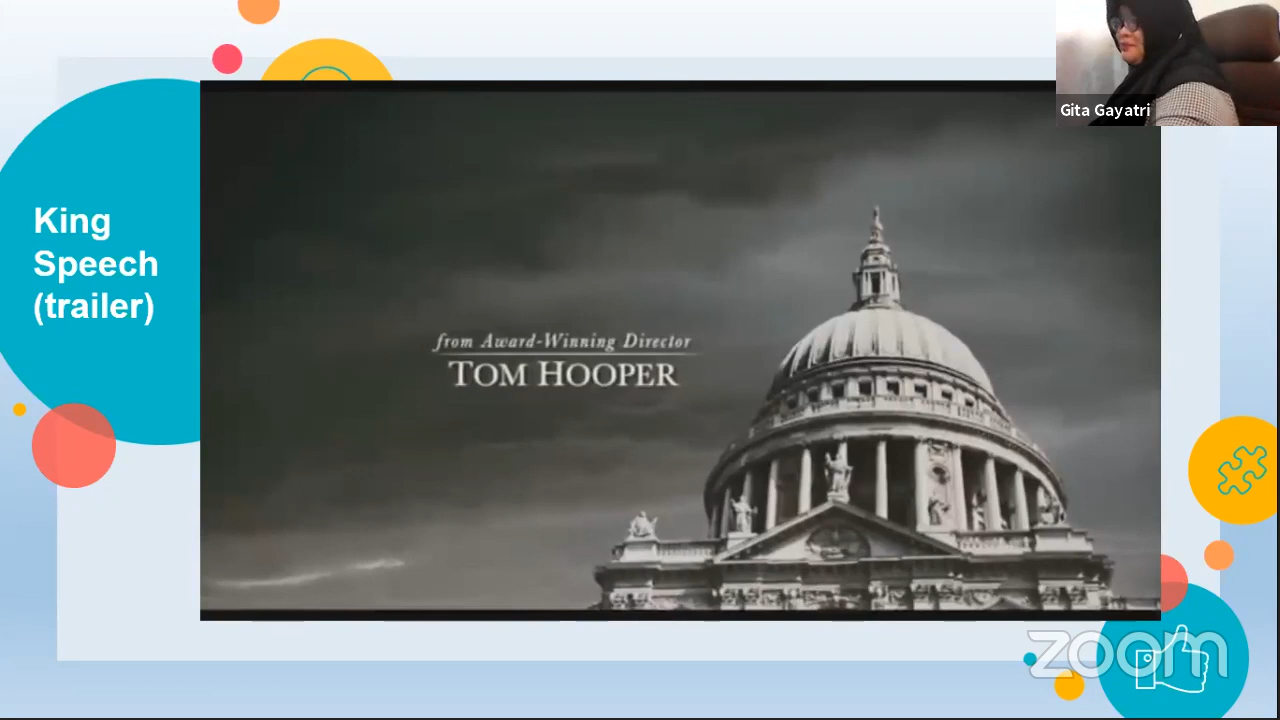 King
Speech
(trailer)
from Award-Winning Director
TOM HOOPER
Gita Gayatri
zoom